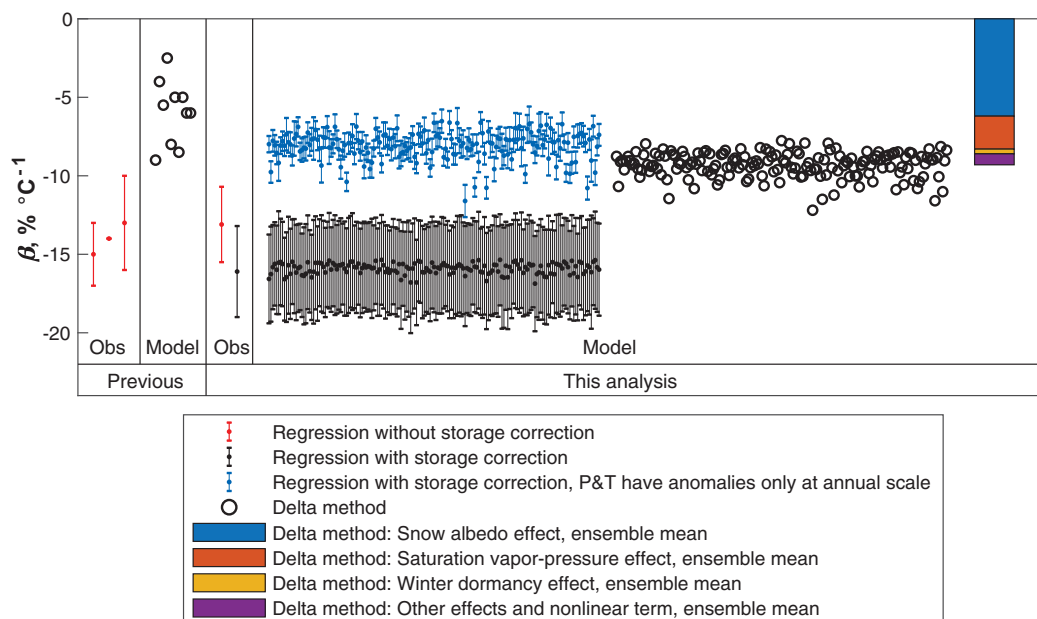 0
-5
-10
-15
-20
β, % °C⁻¹
Obs
Model
Obs
Model
Previous
This analysis
Regression without storage correction
Regression with storage correction
Regression with storage correction, P&T have anomalies only at annual scale
Delta method
Delta method: Snow albedo effect, ensemble mean
Delta method: Saturation vapor-pressure effect, ensemble mean
Delta method: Winter dormancy effect, ensemble mean
Delta method: Other effects and nonlinear term, ensemble mean